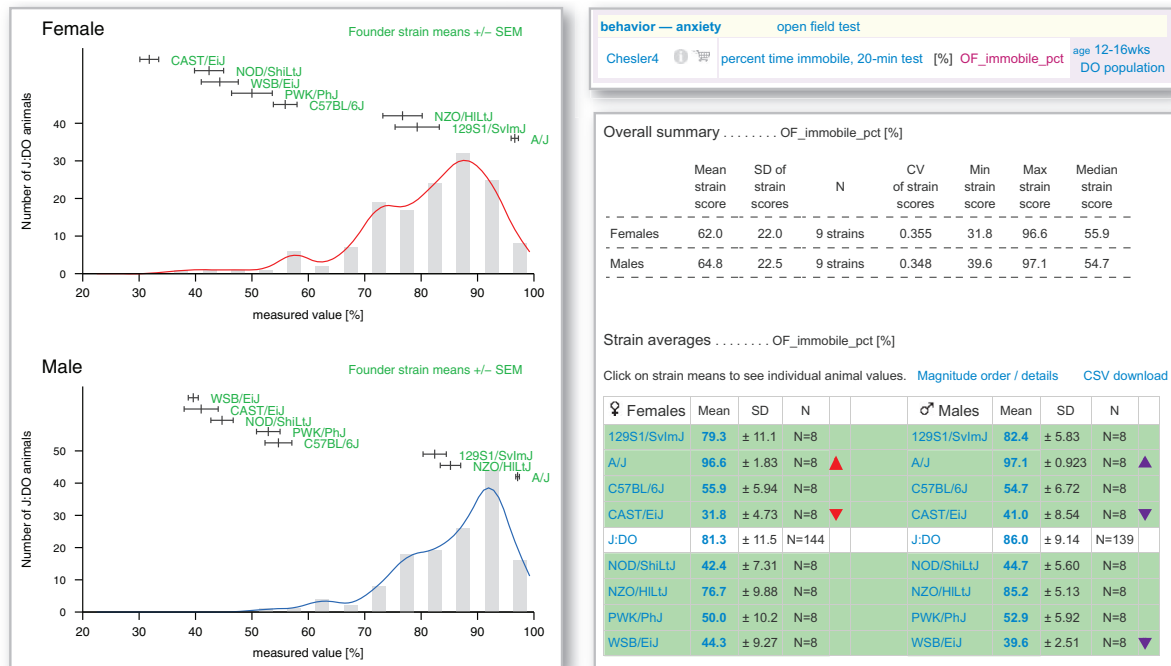 Female
Founder strain means +/− SEM
CAST/EiJ
NOD/ShiLtJ
WSB/EiJ
PWK/PhJ
C57BL/6J
NZO/HlLtJ
129S1/SvlmJ
A/J
Number of J:DO animals
40
30
20
10
0
20 30 40 50 60 70 80 90 100
measured value [%]
Male
Founder strain means +/− SEM
WSB/EiJ
CAST/EiJ
NOD/ShiLtJ
PWK/PhJ
C57BL/6J
129S1/SvlmJ
NZO/HlLtJ
A/J
Number of J:DO animals
50
40
30
20
10
0
20 30 40 50 60 70 80 90 100
measured value [%]
behavior — anxiety open field test
Chesler4 i percent time immobile, 20-min test [%] OF_immobile_pct age 12-16wks
DO population
Overall summary . . . . . . . . OF_immobile_pct [%]
Mean strain score SD of strain scores N CV of strain scores Min strain score Max strain score Median strain score
Females 62.0 22.0 9 strains 0.355 31.8 96.6 55.9
Males 64.8 22.5 9 strains 0.348 39.6 97.1 54.7
Strain averages . . . . . . . . OF_immobile_pct [%]
Click on strain means to see individual animal values. Magnitude order / details CSV download
♀ Females Mean SD N ♂ Males Mean SD N
129S1/SvImJ 79.3 ± 11.1 N=8 129S1/SvImJ 82.4 ± 5.83 N=8
A/J 96.6 ± 1.83 N=8 ▲ A/J 97.1 ± 0.923 N=8 ▲
C57BL/6J 55.9 ± 5.94 N=8 C57BL/6J 54.7 ± 6.72 N=8
CAST/EiJ 31.8 ± 4.73 N=8 ▼ CAST/EiJ 41.0 ± 8.54 N=8 ▼
J:DO 81.3 ± 11.5 N=144 J:DO 86.0 ± 9.14 N=139
NOD/ShiLtJ 42.4 ± 7.31 N=8 NOD/ShiLtJ 44.7 ± 5.60 N=8
NZO/HILtJ 76.7 ± 9.88 N=8 NZO/HILtJ 85.2 ± 5.13 N=8
PWK/PhJ 50.0 ± 10.2 N=8 PWK/PhJ 52.9 ± 5.92 N=8
WSB/EiJ 44.3 ± 9.27 N=8 WSB/EiJ 39.6 ± 2.51 N=8 ▼